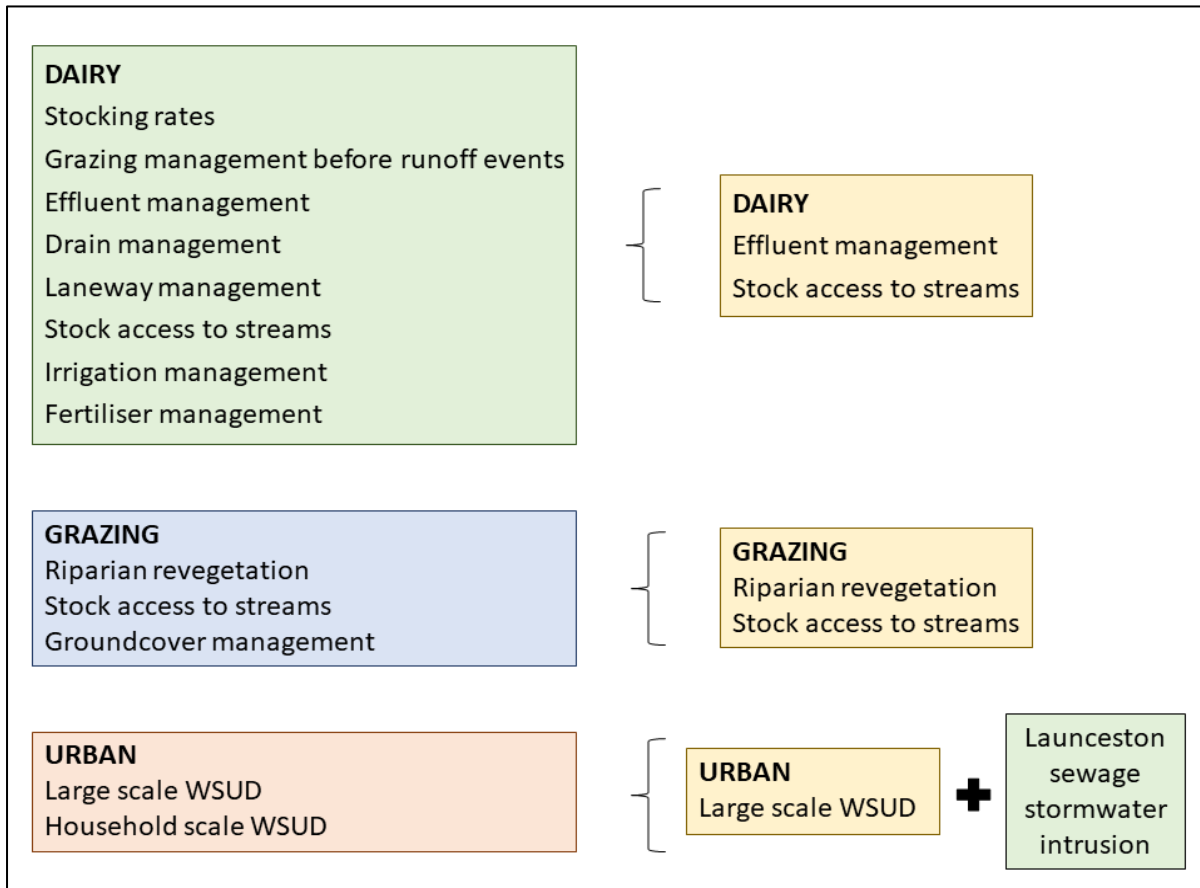 DAIRY
Stocking rates
Grazing management before runoff events
Effluent management
Drain management
Laneway management
Stock access to streams
Irrigation management
Fertiliser management
DAIRY
Effluent management
Stock access to streams
GRAZING
Riparian revegetation
Stock access to streams
Groundcover management
GRAZING
Riparian revegetation
Stock access to streams
URBAN
Large scale WSUD
Household scale WSUD
URBAN
Large scale WSUD
Launceston
sewage
stormwater
intrusion